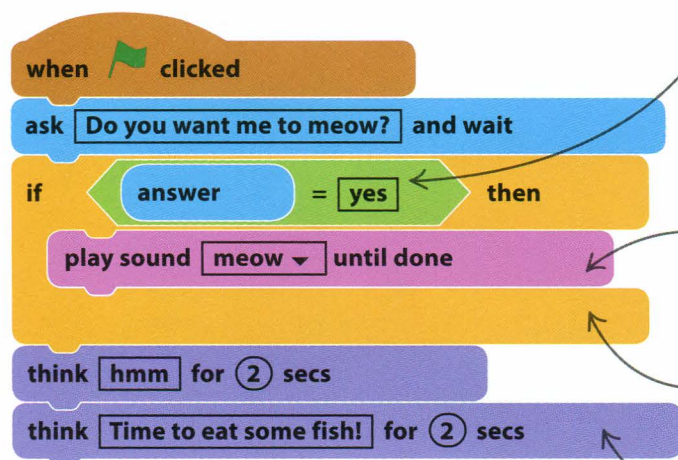 when clicked
ask Do you want me to meow? and wait
if answer = yes then
play sound meow until done
think hmm for 2 secs
think Time to eat some fish! for 2 secs